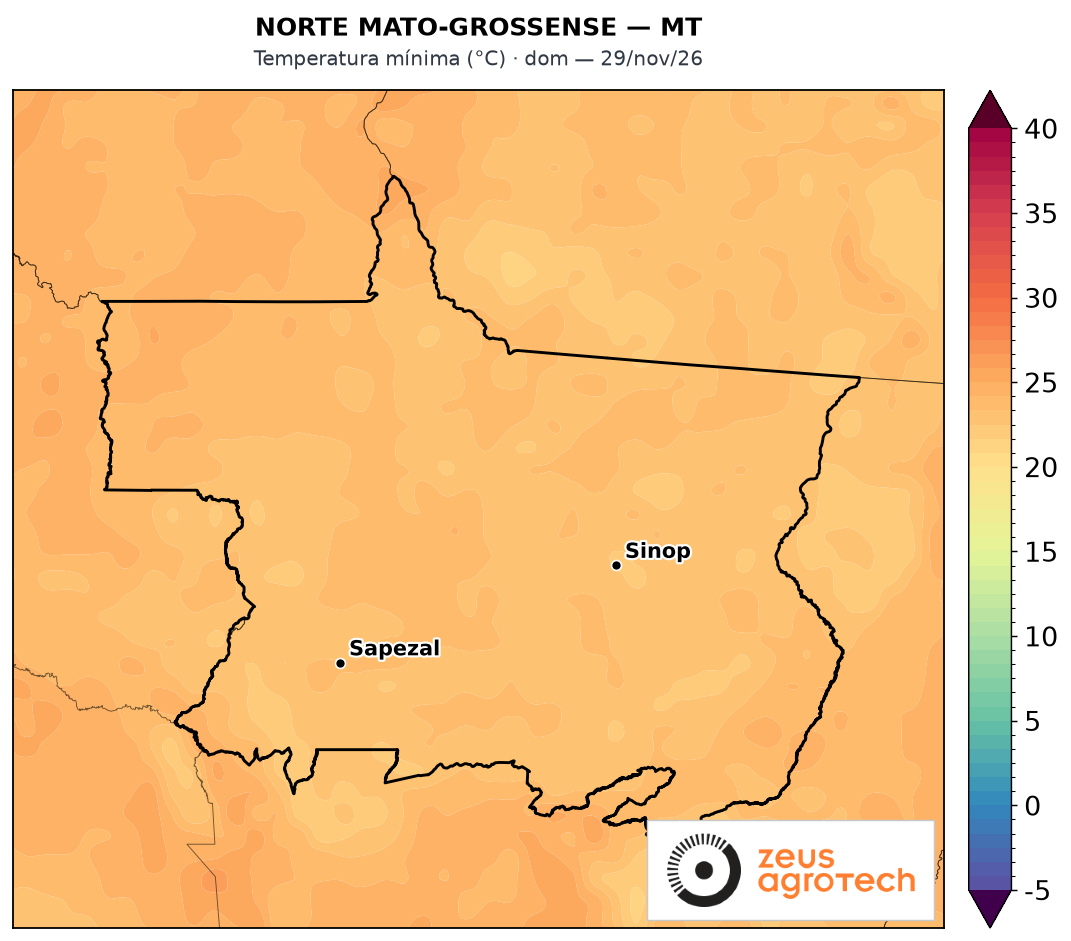 NORTE MATO-GROSSENSE — MT
Temperatura mínima (°C) · dom — 29/nov/26
40
35
30
25
20
15
10
5
0
-5
Sinop
Sapezal
zeus
agrotech